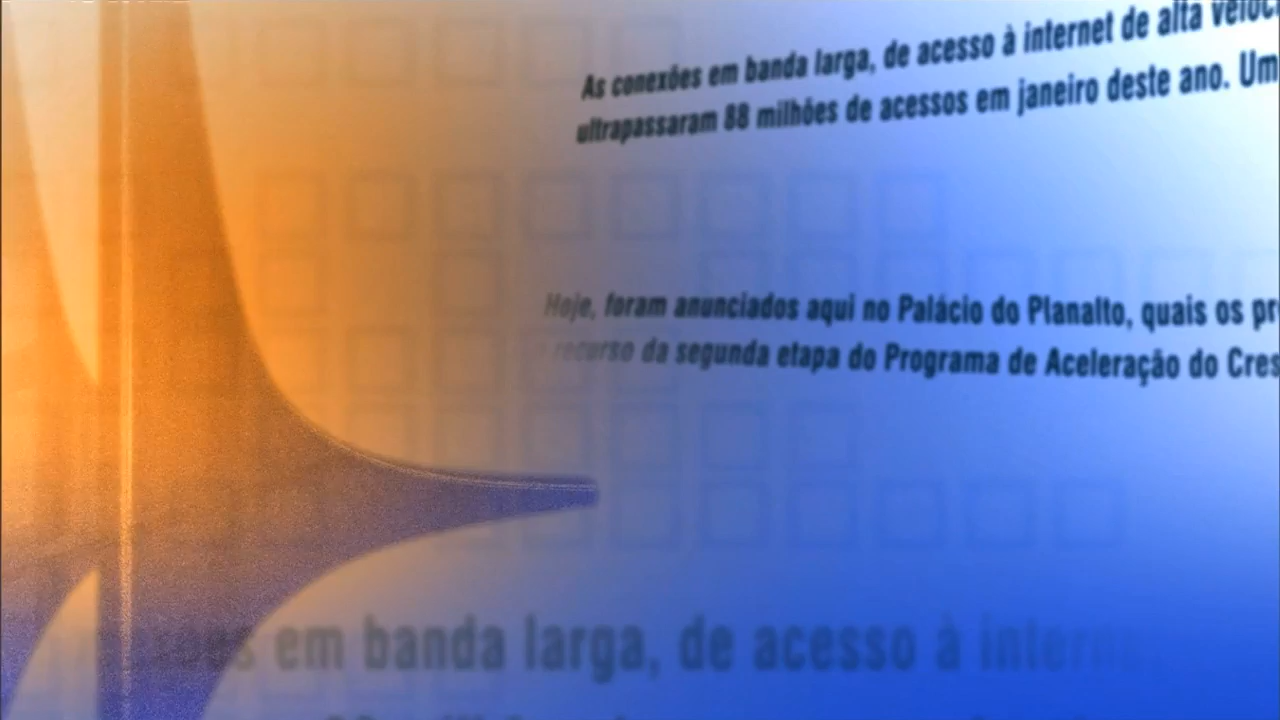 As conexões em banda larga, de acesso à internet de alta
ultrapassaram 88 milhões de acessos em janeiro deste ano. Um
Hoje, foram anunciados aqui no Palácio do Planalto, quais os
recurso da segunda etapa do Programa de Aceleração do
em banda larga, de acesso à